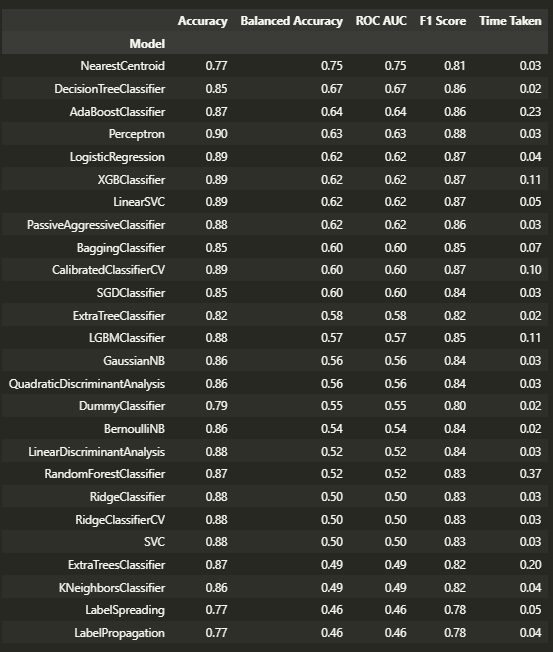 Accuracy Balanced Accuracy ROC AUC F1 Score Time Taken
Model
NearestCentroid 0.77 0.75 0.75 0.81 0.03
DecisionTreeClassifier 0.85 0.67 0.67 0.86 0.02
AdaBoostClassifier 0.87 0.64 0.64 0.86 0.23
Perceptron 0.90 0.63 0.63 0.88 0.03
LogisticRegression 0.89 0.62 0.62 0.87 0.04
XGBClassifier 0.89 0.62 0.62 0.87 0.11
LinearSVC 0.89 0.62 0.62 0.87 0.05
PassiveAggressiveClassifier 0.88 0.62 0.62 0.86 0.03
BaggingClassifier 0.85 0.60 0.60 0.85 0.07
CalibratedClassifierCV 0.89 0.60 0.60 0.87 0.10
SGDClassifier 0.85 0.60 0.60 0.84 0.03
ExtraTreeClassifier 0.82 0.58 0.58 0.82 0.02
LGBMClassifier 0.88 0.57 0.57 0.85 0.11
GaussianNB 0.86 0.56 0.56 0.84 0.03
QuadraticDiscriminantAnalysis 0.86 0.56 0.56 0.84 0.03
DummyClassifier 0.79 0.55 0.55 0.80 0.02
BernoulliNB 0.86 0.54 0.54 0.84 0.02
LinearDiscriminantAnalysis 0.88 0.52 0.52 0.84 0.03
RandomForestClassifier 0.87 0.52 0.52 0.83 0.37
RidgeClassifier 0.88 0.50 0.50 0.83 0.03
RidgeClassifierCV 0.88 0.50 0.50 0.83 0.03
SVC 0.88 0.50 0.50 0.83 0.03
ExtraTreesClassifier 0.87 0.49 0.49 0.82 0.20
KNeighborsClassifier 0.86 0.49 0.49 0.82 0.04
LabelSpreading 0.77 0.46 0.46 0.78 0.05
LabelPropagation 0.77 0.46 0.46 0.78 0.04